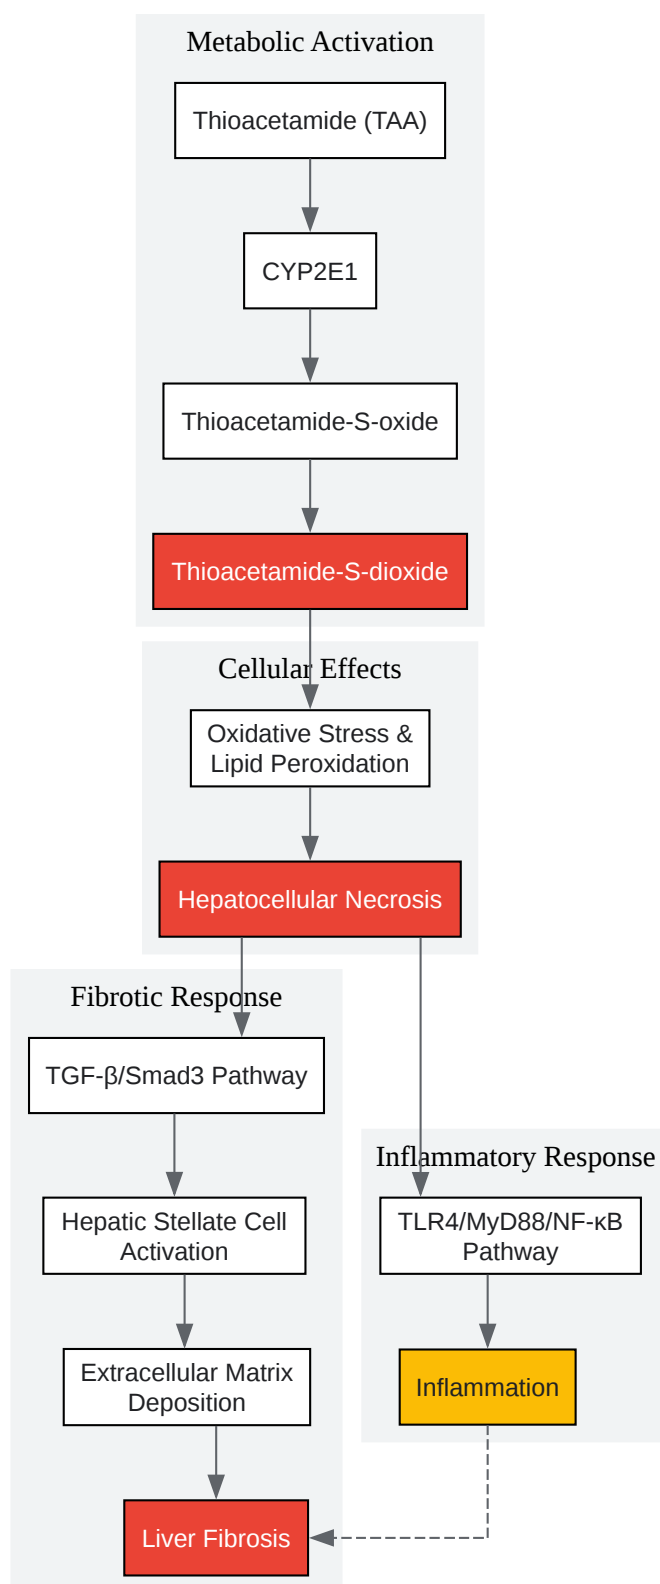 Metabolic Activation
Thioacetamide (TAA)
CYP2E1
Thioacetamide-S-oxide
Thioacetamide-S-dioxide
Cellular Effects
Oxidative Stress &
Lipid Peroxidation
Hepatocellular Necrosis
Fibrotic Response
TGF-β/Smad3 Pathway
Hepatic Stellate Cell
Activation
Extracellular Matrix
Deposition
Liver Fibrosis
Inflammatory Response
TLR4/MyD88/NF-κB
Pathway
Inflammation